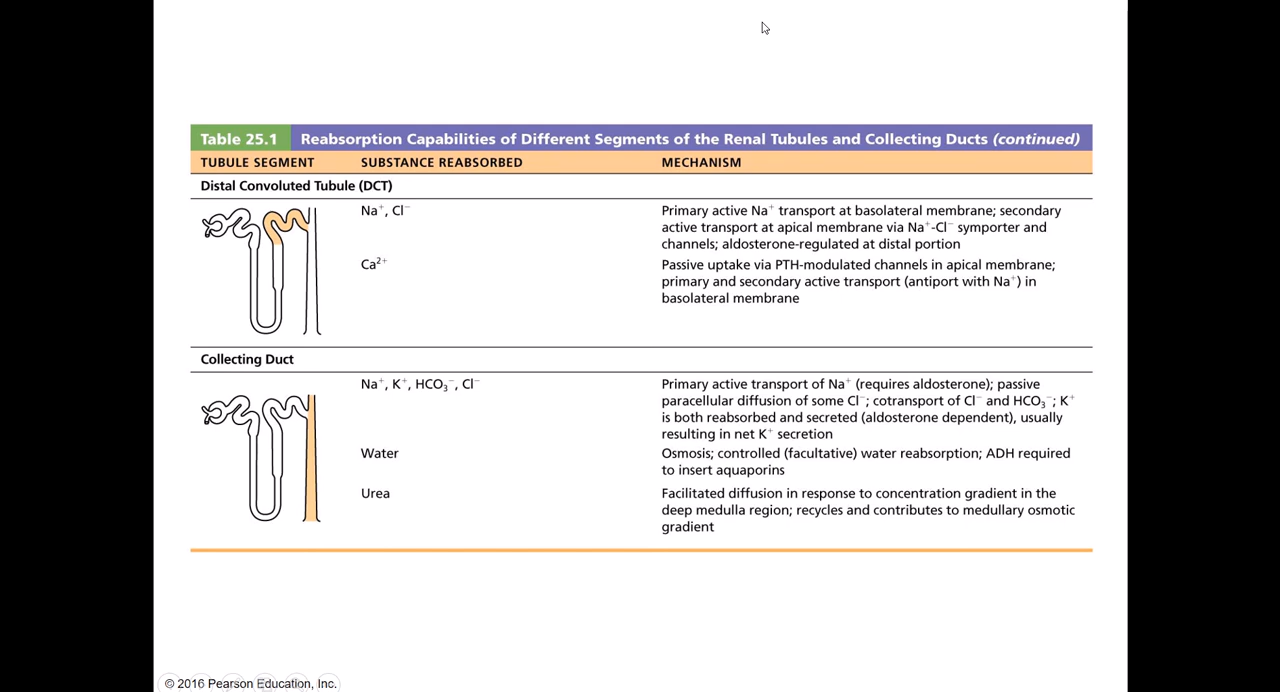 Table 25.1 Reabsorption Capabilities of Different Segments of the Renal Tubules and Collecting Ducts (continued)
TUBULE SEGMENT SUBSTANCE REABSORBED MECHANISM
Distal Convoluted Tubule (DCT)
Na⁺, Cl⁻ Primary active Na⁺ transport at basolateral membrane; secondary
active transport at apical membrane via Na⁺-Cl⁻ symporter and
channels; aldosterone-regulated at distal portion
Ca²⁺ Passive uptake via PTH-modulated channels in apical membrane;
primary and secondary active transport (antiport with Na⁺) in
basolateral membrane
Collecting Duct
Na⁺, K⁺, HCO₃⁻, Cl⁻ Primary active transport of Na⁺ (requires aldosterone); passive
paracellular diffusion of some Cl⁻; cotransport of Cl⁻ and HCO₃⁻; K⁺
is both reabsorbed and secreted (aldosterone dependent), usually
resulting in net K⁺ secretion
Water Osmosis; controlled (facultative) water reabsorption; ADH required
to insert aquaporins
Urea Facilitated diffusion in response to concentration gradient in the
deep medulla region; recycles and contributes to medullary osmotic
gradient
© 2016 Pearson Education, Inc.